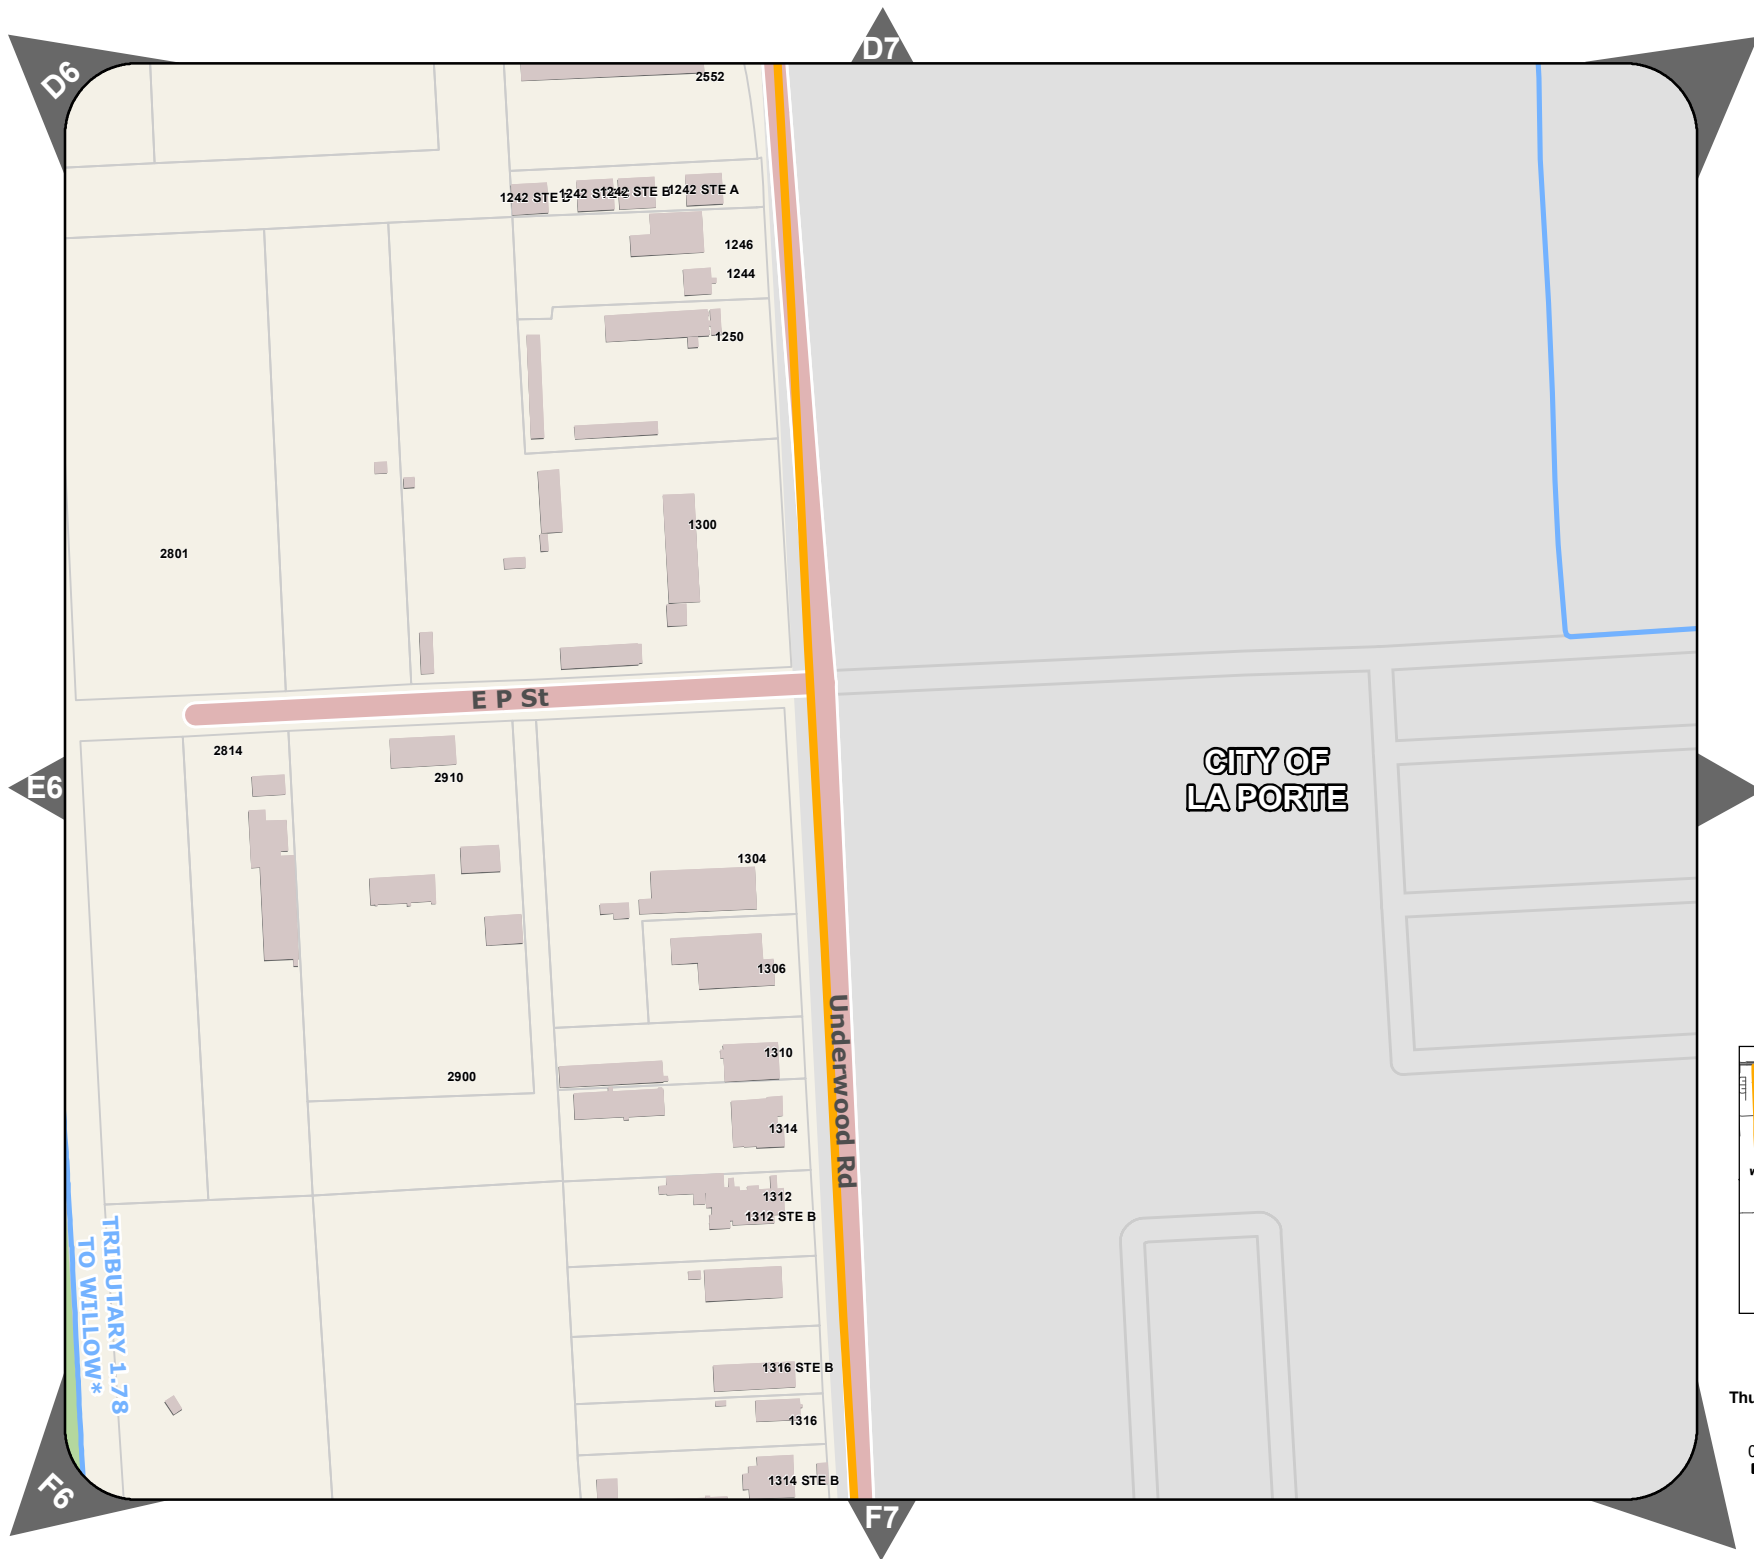 D7
D6
2552
1242 STE
1242
1242 STE B
1242 STE A
1246
1244
1250
1300
2801
E P St
2814
2910
CITY OF
LA PORTE
E6
1304
1306
1310
2900
Underwood Rd
1314
1312
1312 STE B
TRIBUTARY 1.78
TO WILLOW*
1316 STE B
1316
1314 STE B
F6
F7